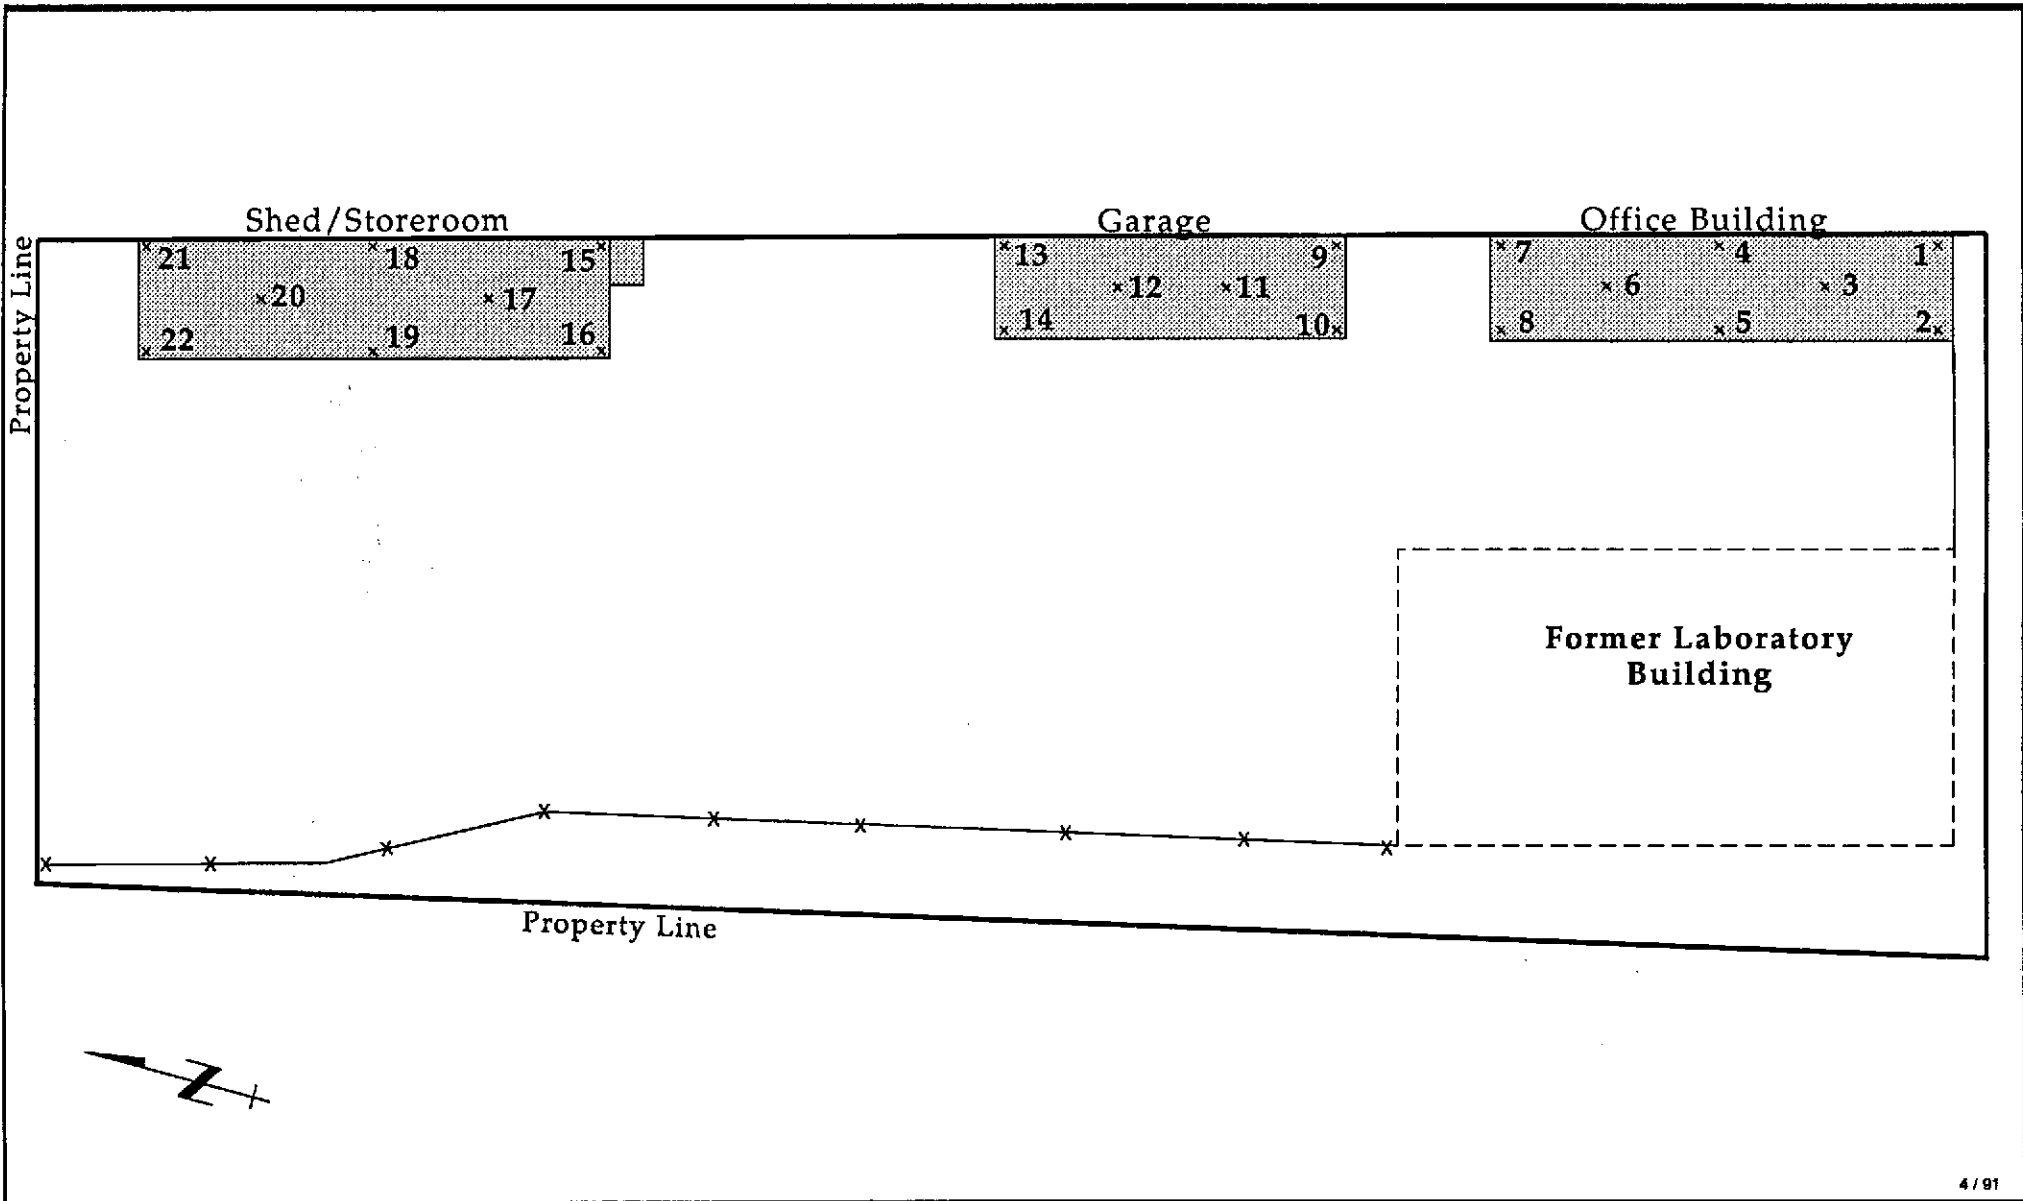 Shed/Storeroom
Garage
Office Building
Property Line
21 18 15
20 17
22 19 16
13 9
12 11
14 10
7 4 1
6 3
8 5 2
Former Laboratory
Building
Property Line
N
4/91